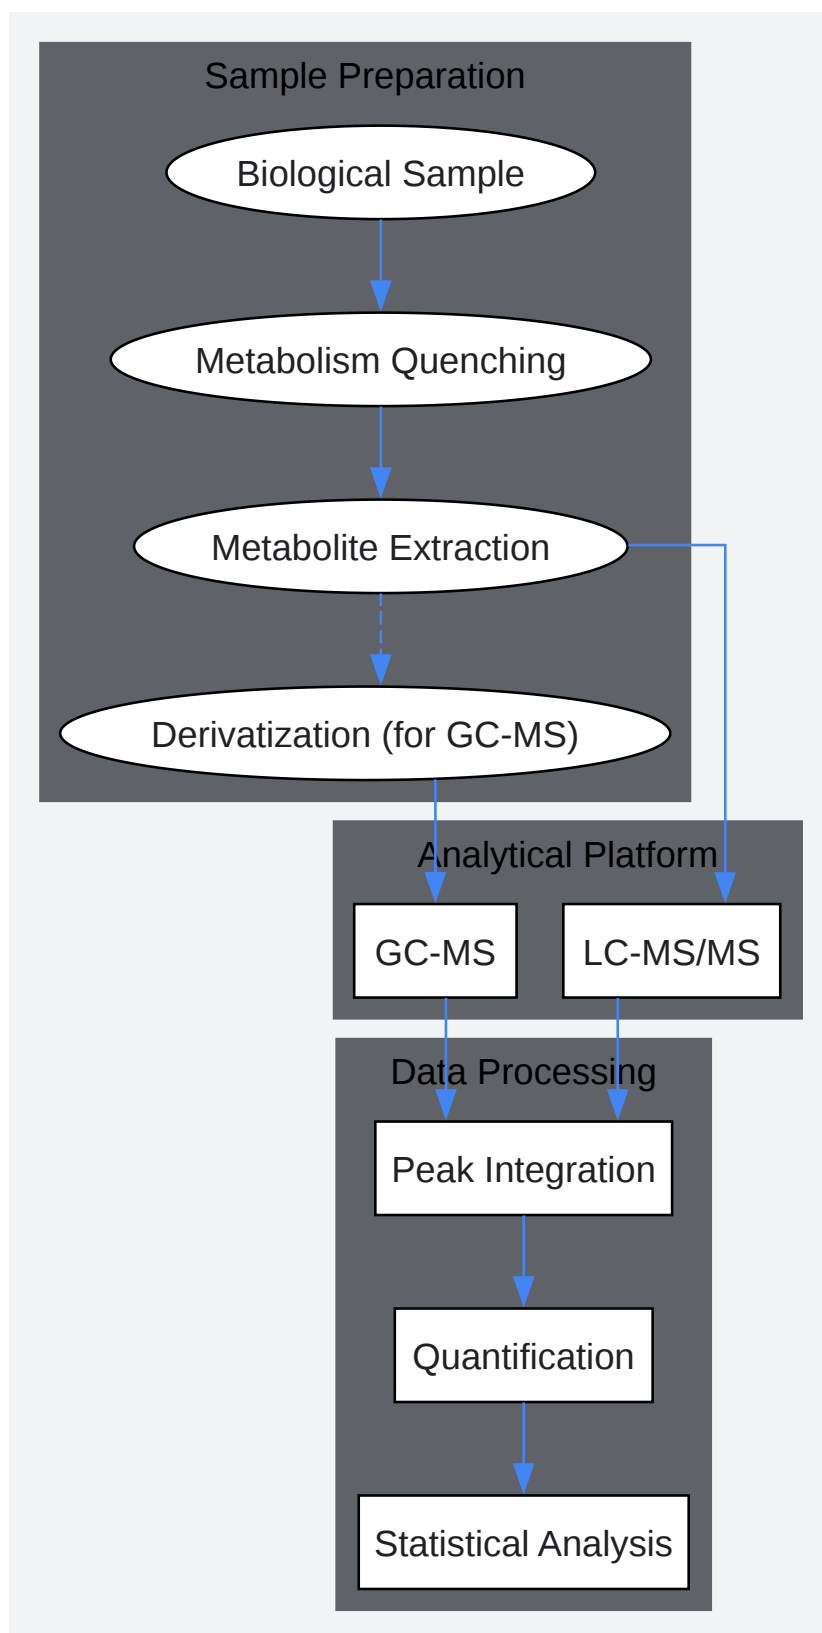 Sample Preparation
Biological Sample
Metabolism Quenching
Metabolite Extraction
Derivatization (for GC-MS)
Analytical Platform
GC-MS
LC-MS/MS
Data Processing
Peak Integration
Quantification
Statistical Analysis